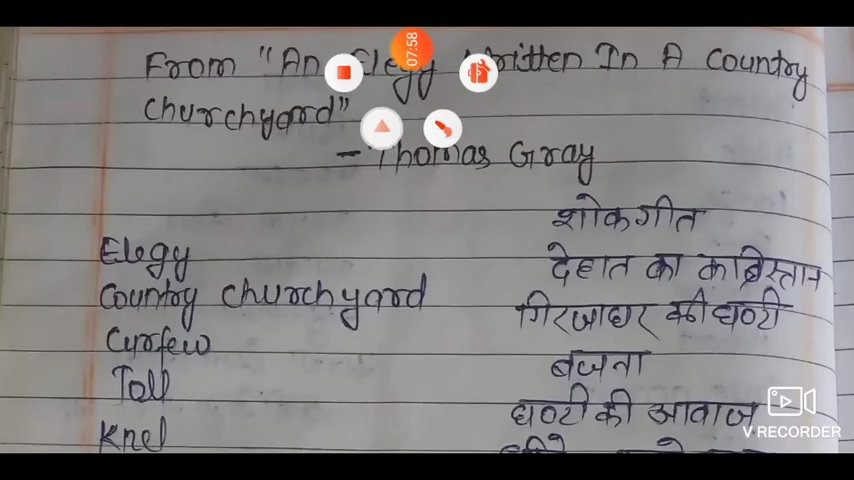 From "An Elegy Written In A Country
Churchyard"
- Thomas Gray
Elegy शोकगीत
Country churchyard देहात का काब्रिस्तान
Curfew गिरजाघर की घण्टी
Toll बजना
Knel घण्टी की आवाज
07:58
V RECORDER